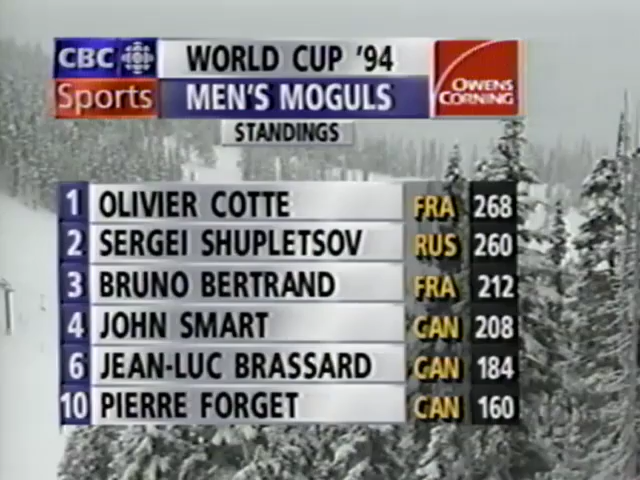 CBC
Sports
WORLD CUP '94
MEN'S MOGULS
OWENS
CORNING
STANDINGS
1 OLIVIER COTTE FRA 268
2 SERGEI SHUPLETSOV RUS 260
3 BRUNO BERTRAND FRA 212
4 JOHN SMART CAN 208
6 JEAN-LUC BRASSARD CAN 184
10 PIERRE FORGET CAN 160